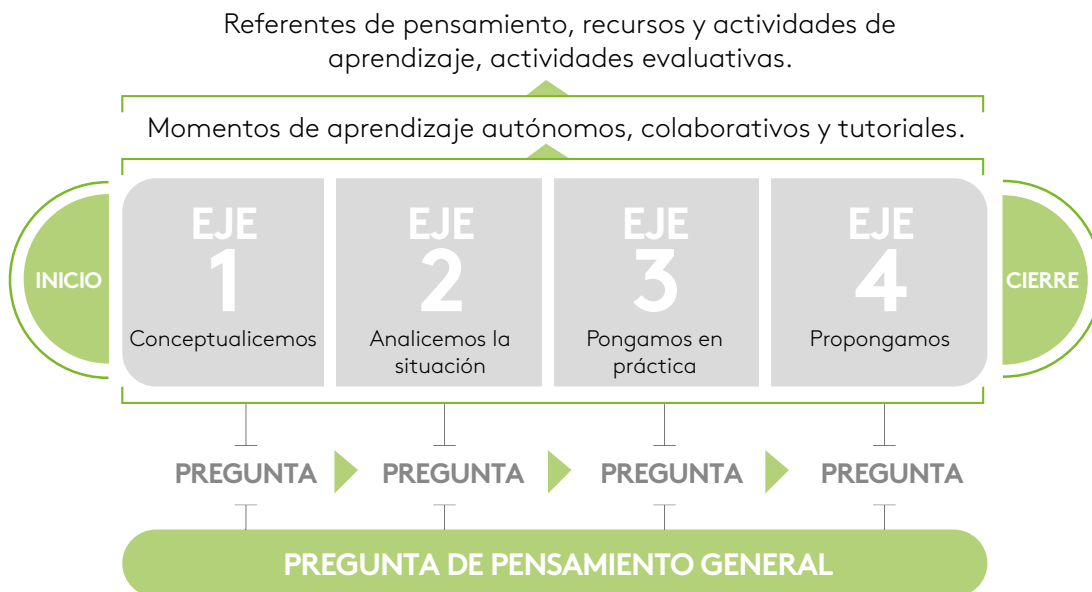 Referentes de pensamiento, recursos y actividades de
aprendizaje, actividades evaluativas.
Momentos de aprendizaje autónomos, colaborativos y tutoriales.
INICIO
EJE
1
Conceptualicemos
EJE
2
Analicemos la
situación
EJE
3
Pongamos en
práctica
EJE
4
Propongamos
CIERRE
PREGUNTA
PREGUNTA
PREGUNTA
PREGUNTA
PREGUNTA DE PENSAMIENTO GENERAL